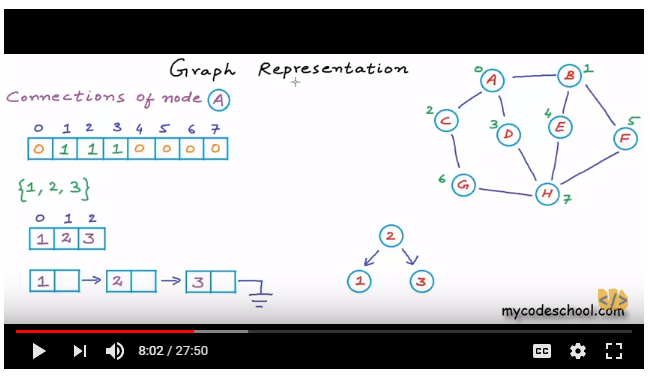 Graph Representation
Connections of node A
0 1 2 3 4 5 6 7
0 1 1 1 0 0 0 0
{1, 2, 3}
0 1 2
1 2 3
1 2 3
2
1 3
0 A B 1
2 C 3 D 4 E 5 F
6 G H 7
mycodeschool.com
</>
8:02 / 27:50
CC